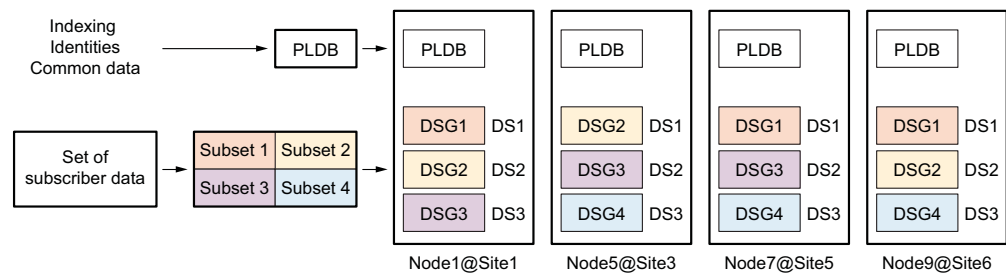 Indexing
Identities
Common data
PLDB
PLDB
PLDB
PLDB
PLDB
Set of
subscriber data
Subset 1 Subset 2
Subset 3 Subset 4
DSG1 DS1
DSG2 DS2
DSG3 DS3
Node1@Site1
DSG2 DS1
DSG3 DS2
DSG4 DS3
Node5@Site3
DSG1 DS1
DSG3 DS2
DSG4 DS3
Node7@Site5
DSG1 DS1
DSG2 DS2
DSG4 DS3
Node9@Site6